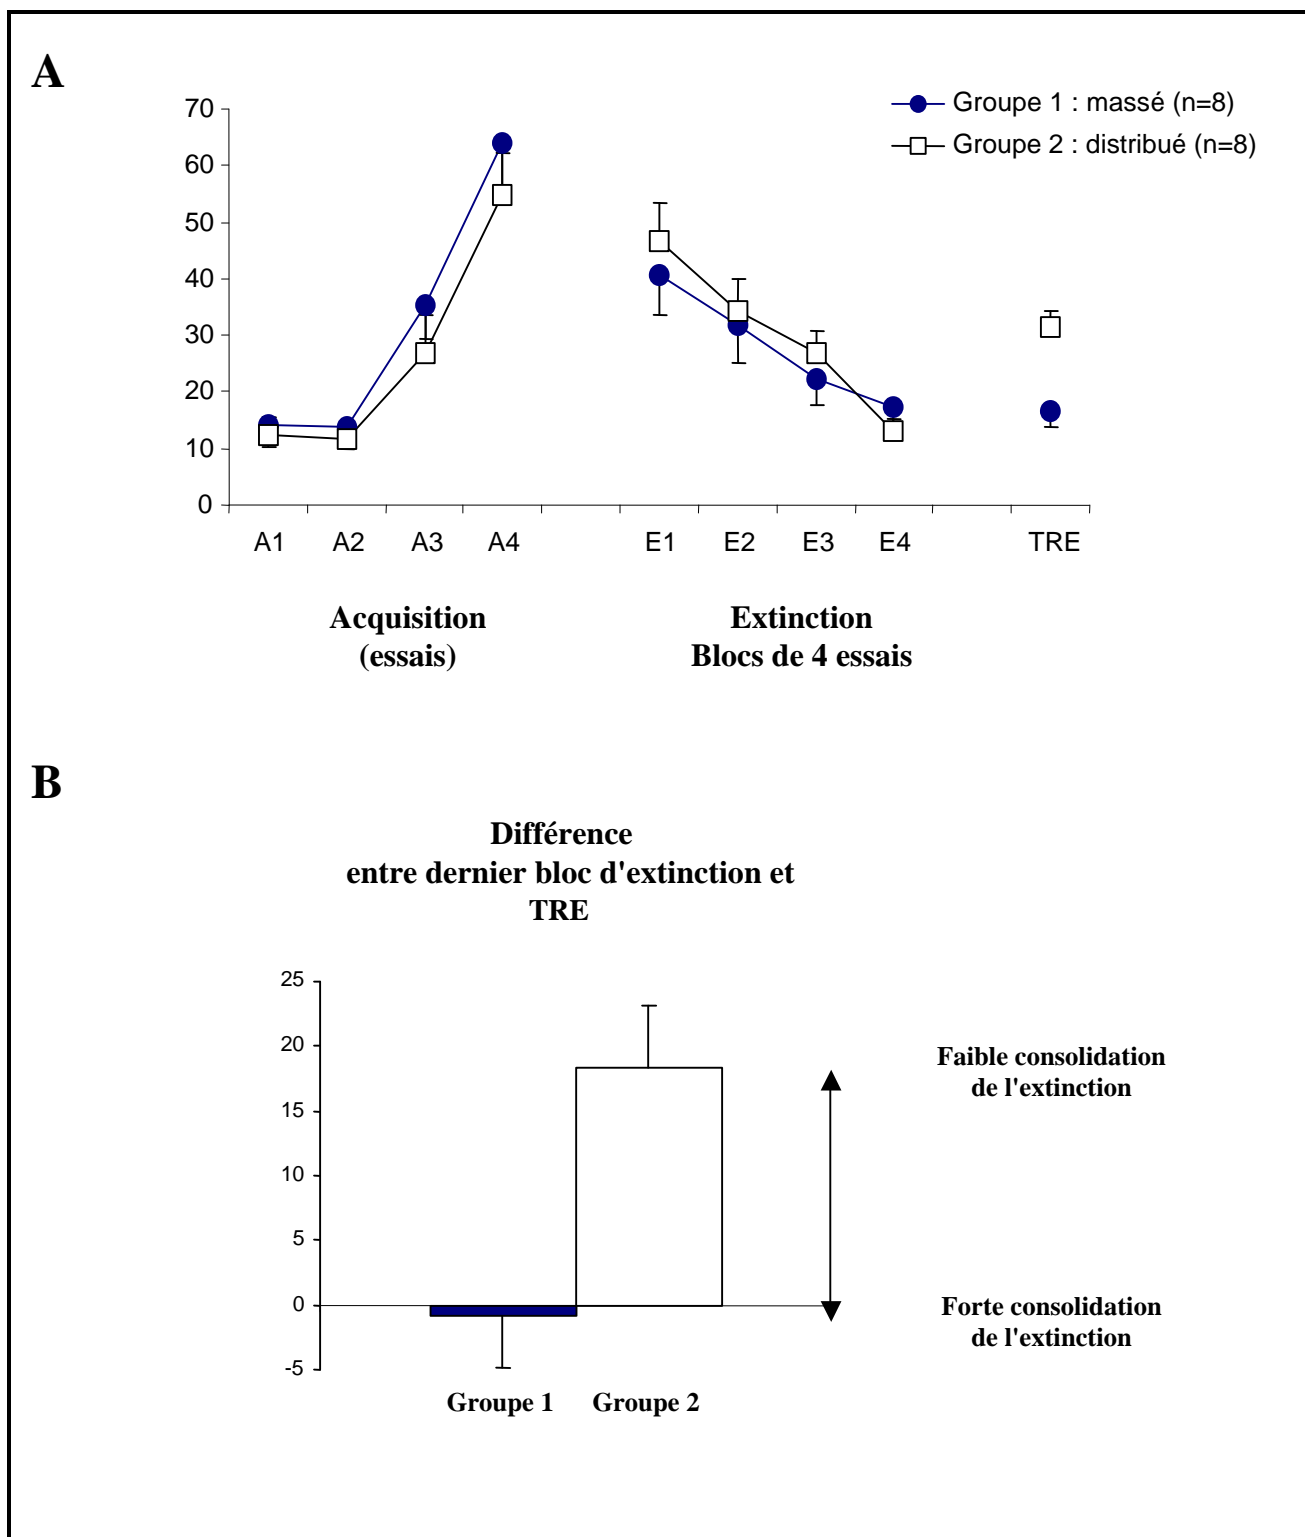 A
Groupe 1 : massé (n=8)
Groupe 2 : distribué (n=8)
70
60
50
40
30
20
10
0
A1 A2 A3 A4 E1 E2 E3 E4 TRE
Acquisition
(essais)
Extinction
Blocs de 4 essais
B
Différence
entre dernier bloc d'extinction et
TRE
25
20
15
10
5
0
-5
Faible consolidation
de l'extinction
Forte consolidation
de l'extinction
Groupe 1 Groupe 2